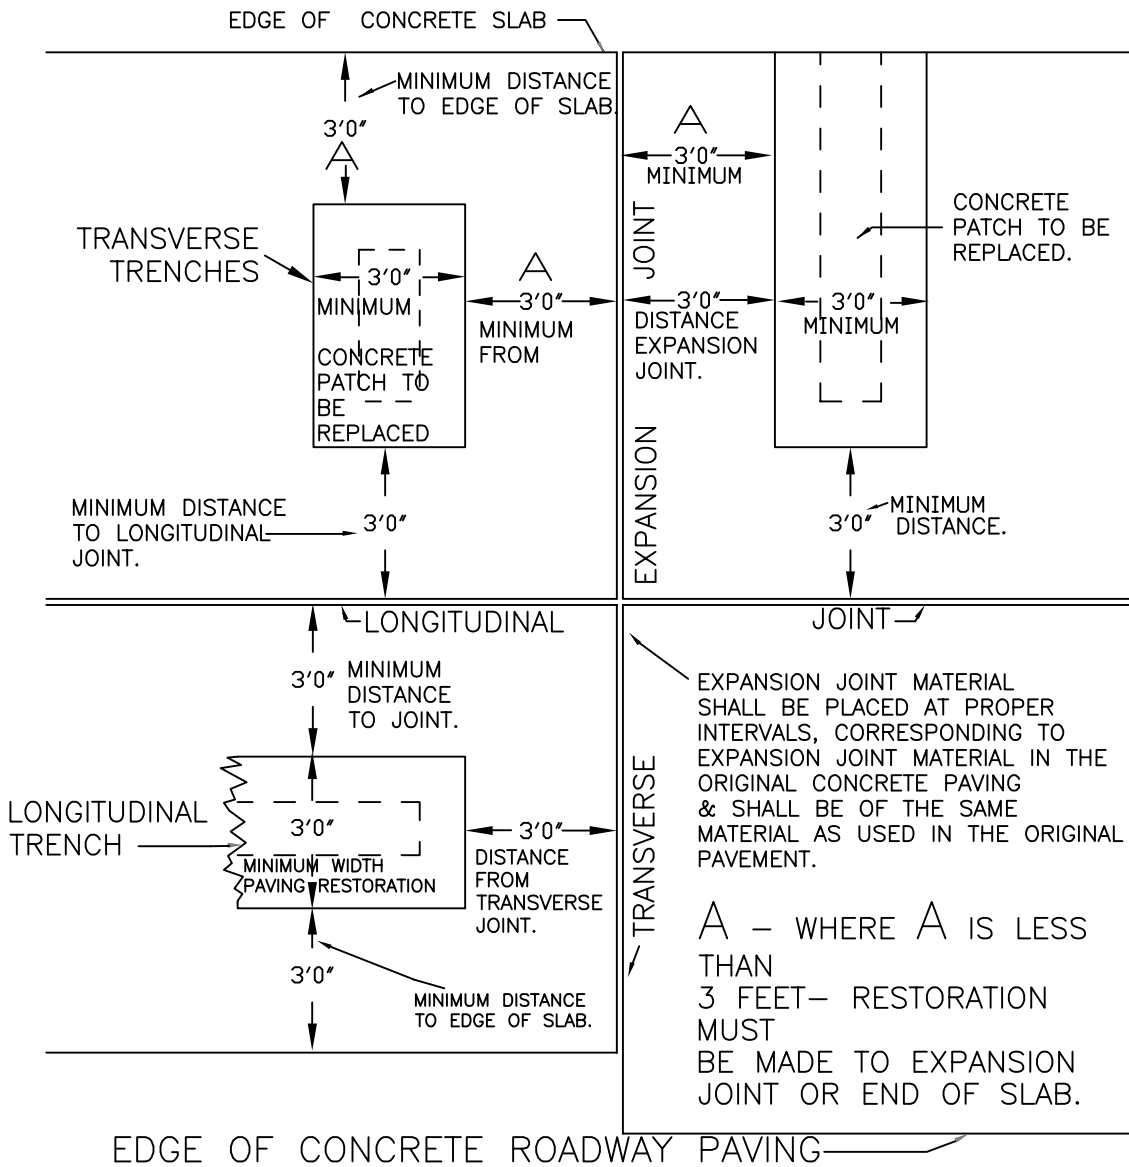 EDGE OF CONCRETE SLAB
MINIMUM DISTANCE
TO EDGE OF SLAB.
3'0"
A
TRANSVERSE
TRENCHES
3'0"
MINIMUM
CONCRETE
PATCH TO
BE
REPLACED
A
3'0"
MINIMUM
FROM
MINIMUM DISTANCE
TO LONGITUDINAL
JOINT.
3'0"
A
3'0"
MINIMUM
EXPANSION JOINT
3'0"
DISTANCE
EXPANSION
JOINT.
3'0"
MINIMUM
CONCRETE
PATCH TO BE
REPLACED.
3'0"
MINIMUM
DISTANCE.
LONGITUDINAL JOINT
3'0"
MINIMUM
DISTANCE
TO JOINT.
LONGITUDINAL
TRENCH
3'0"
MINIMUM WIDTH
PAVING RESTORATION
3'0"
DISTANCE
FROM
TRANSVERSE
JOINT.
3'0"
MINIMUM DISTANCE
TO EDGE OF SLAB.
TRANSVERSE
EXPANSION JOINT MATERIAL
SHALL BE PLACED AT PROPER
INTERVALS, CORRESPONDING TO
EXPANSION JOINT MATERIAL IN THE
ORIGINAL CONCRETE PAVING
& SHALL BE OF THE SAME
MATERIAL AS USED IN THE ORIGINAL
PAVEMENT.
A - WHERE A IS LESS
THAN
3 FEET- RESTORATION
MUST
BE MADE TO EXPANSION
JOINT OR END OF SLAB.
EDGE OF CONCRETE ROADWAY PAVING